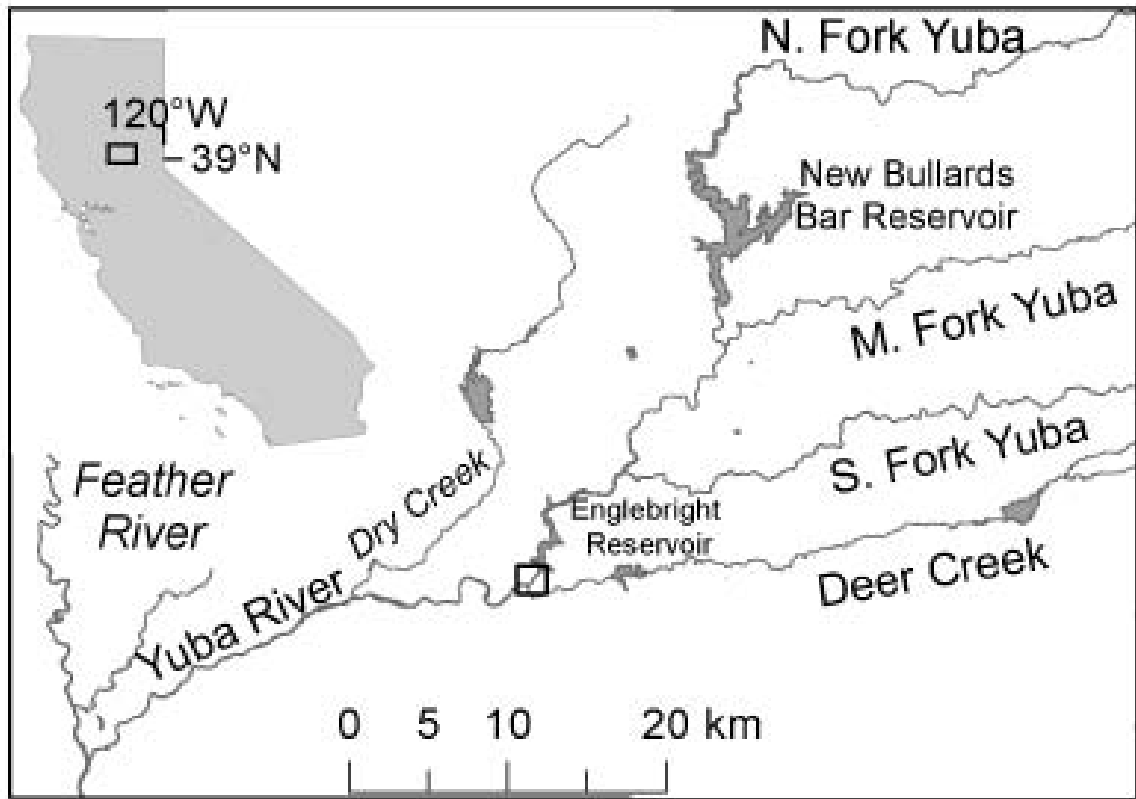 N. Fork Yuba
120°W
39°N
New Bullards
Bar Reservoir
M. Fork Yuba
S. Fork Yuba
Feather
River
Dry Creek
Englebright
Reservoir
Deer Creek
Yuba River
0 5 10 20 km